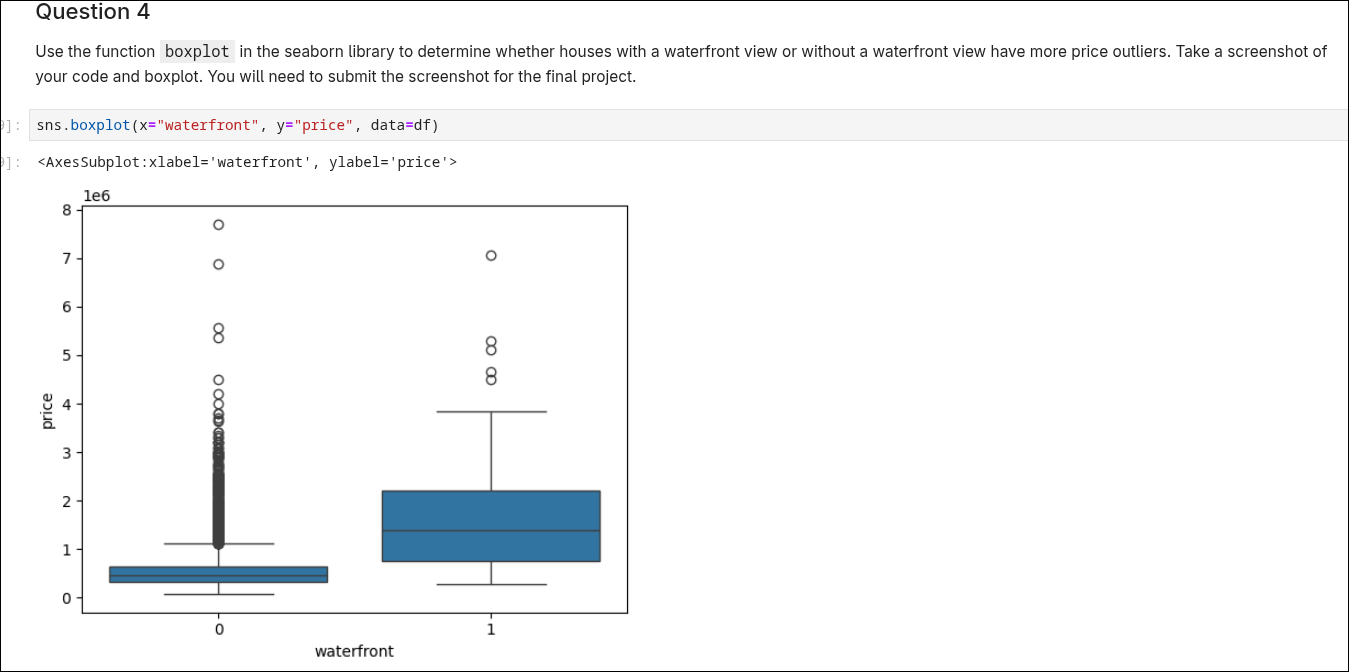 Question 4
Use the function boxplot in the seaborn library to determine whether houses with a waterfront view or without a waterfront view have more price outliers. Take a screenshot of
your code and boxplot. You will need to submit the screenshot for the final project.
]:
sns.boxplot(x="waterfront", y="price", data=df)
]:
<AxesSubplot:xlabel='waterfront', ylabel='price'>
1e6
8
7
6
5
4
3
2
1
0
price
0 1
waterfront